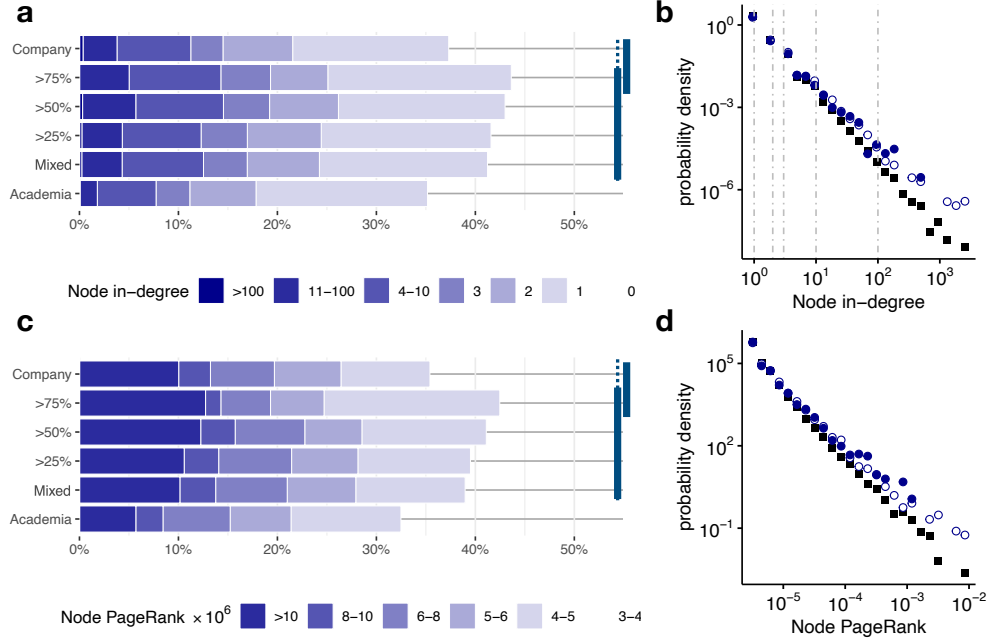 a
Company
>75%
>50%
>25%
Mixed
Academia
0% 10% 20% 30% 40% 50%
Node in−degree >100 11−100 4−10 3 2 1 0
b
probability density
10^0
10^−3
10^−6
10^0 10^1 10^2 10^3
Node in−degree
c
Company
>75%
>50%
>25%
Mixed
Academia
0% 10% 20% 30% 40% 50%
Node PageRank × 10^6 >10 8−10 6−8 5−6 4−5 3−4
d
probability density
10^5
10^2
10^−1
10^−5 10^−4 10^−3 10^−2
Node PageRank